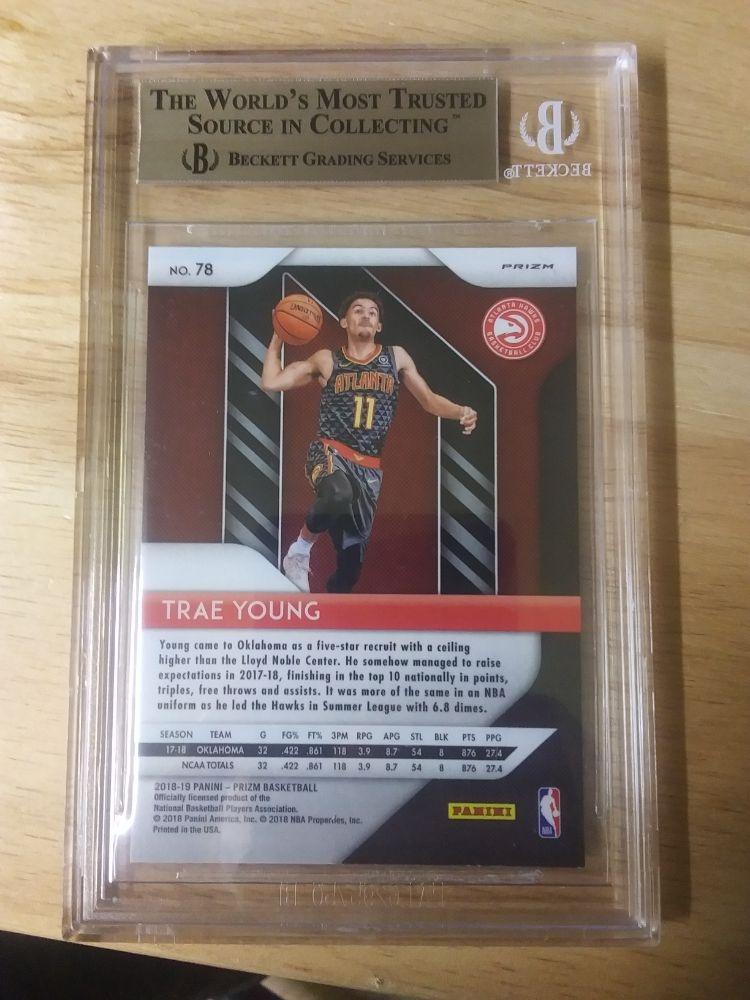 THE WORLD'S MOST TRUSTED
SOURCE IN COLLECTING™
B BECKETT GRADING SERVICES
B
BECKETT®
NO. 78
PRIZM
ATLANTA HAWKS
BASKETBALL CLUB
ATLANTA
11
TRAE YOUNG
Young came to Oklahoma as a five-star recruit with a ceiling
higher than the Lloyd Noble Center. He somehow managed to raise
expectations in 2017-18, finishing in the top 10 nationally in points,
triples, free throws and assists. It was more of the same in an NBA
uniform as he led the Hawks in Summer League with 6.8 dimes.
SEASON TEAM G FG% FT% 3PM RPG APG STL BLK PTS PPG
17-18 OKLAHOMA 32 .422 .861 118 3.9 8.7 54 8 876 27.4
NCAA TOTALS 32 .422 .861 118 3.9 8.7 54 8 876 27.4
2018-19 PANINI – PRIZM BASKETBALL
Officially licensed product of the
National Basketball Players Association.
© 2018 Panini America, Inc. © 2018 NBA Properties, Inc.
Printed in the USA.
PANINI
NBA